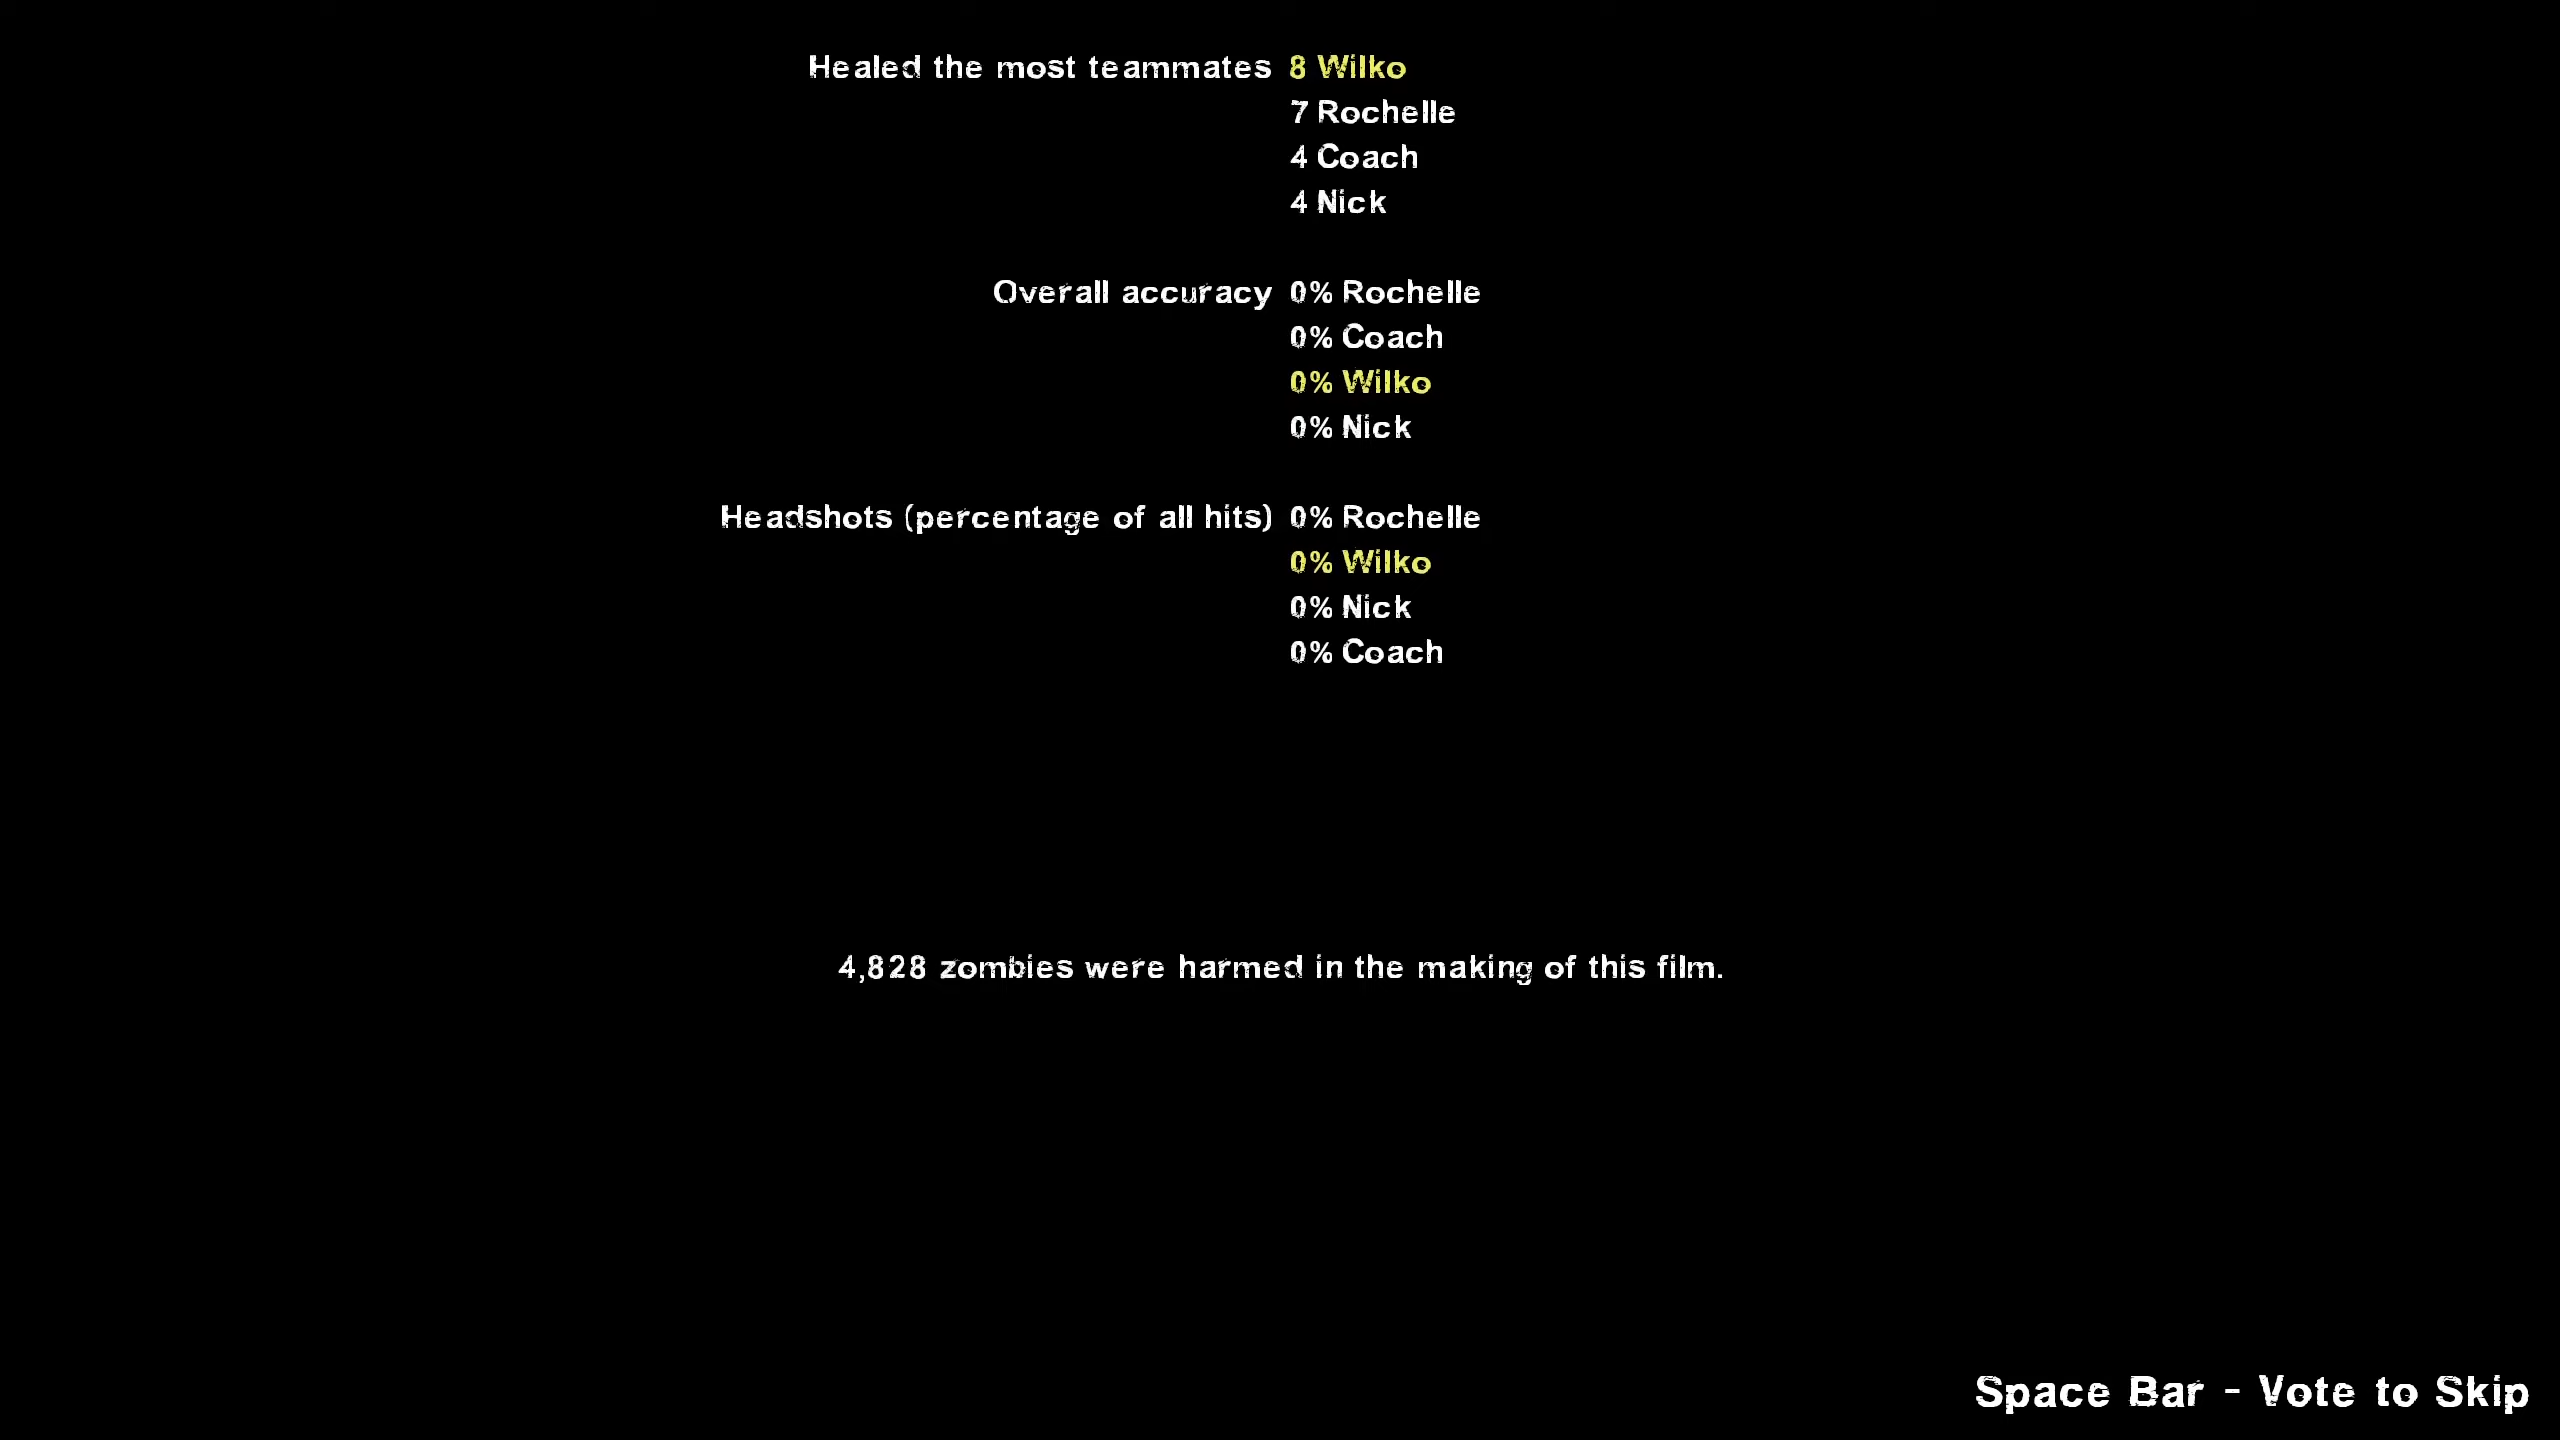 Healed the most teammates 8 Wilko
7 Rochelle
4 Coach
4 Nick
Overall accuracy 0% Rochelle
0% Coach
0% Wilko
0% Nick
Headshots (percentage of all hits) 0% Rochelle
0% Wilko
0% Nick
0% Coach
4,828 zombies were harmed in the making of this film.
Space Bar - Vote to Skip